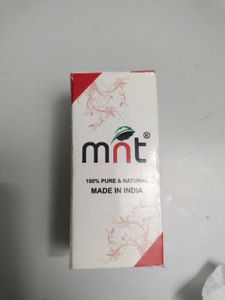 mnt®
100% PURE & NATURAL
MADE IN INDIA